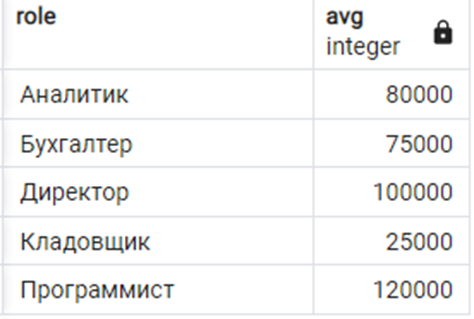 role avg
integer
Аналитик 80000
Бухгалтер 75000
Директор 100000
Кладовщик 25000
Программист 120000